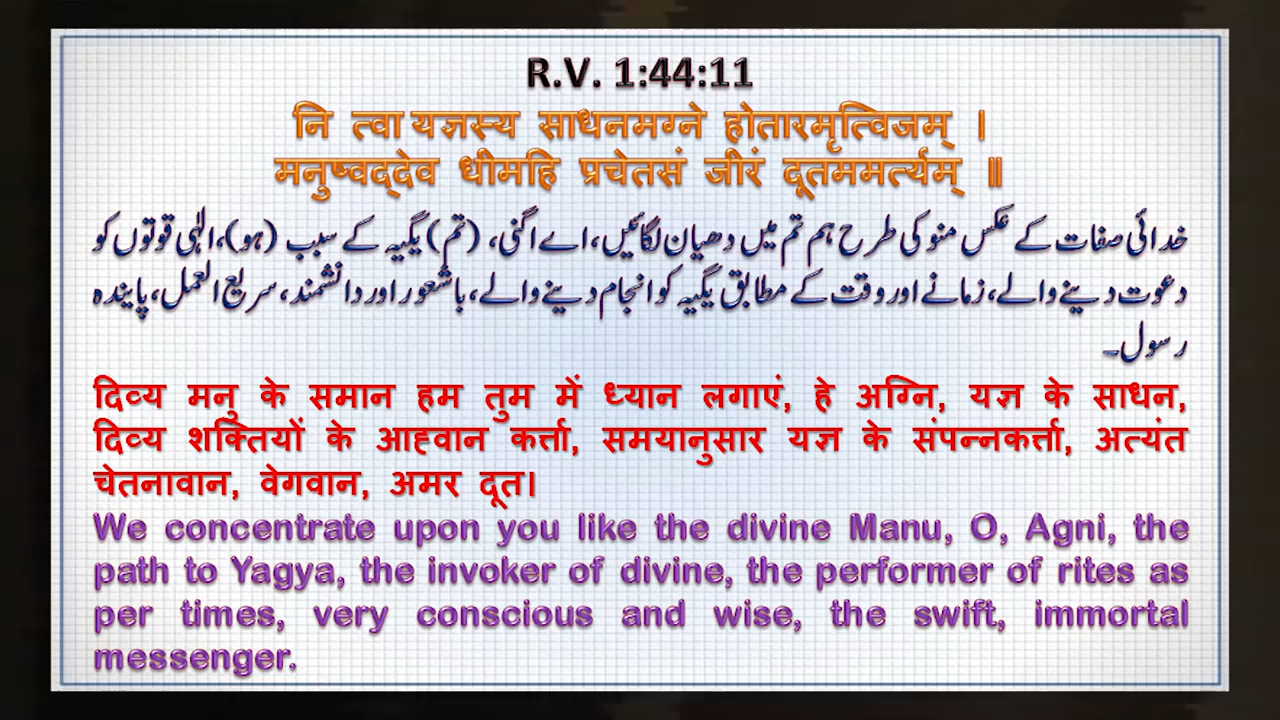 R.V. 1:44:11
नि त्वा यज्ञस्य साधनमग्ने होतारमृत्विजम् ।
मनुष्वद्देव धीमहि प्रचेतसं जीरं दूतममर्त्यम् ॥
خدائی صفات کے عکس منو کی طرح ہم تم میں دھیان لگائیں، اے اگنی، (تم) یگیہ کے سبب (ہو)، الٰہی قوتوں کو
دعوت دینے والے، زمانے اور وقت کے مطابق یگیہ کو انجام دینے والے، باشعور اور دانشمند، سریع العمل، پایندہ
رسول۔
दिव्य मनु के समान हम तुम में ध्यान लगाएं, हे अग्नि, यज्ञ के साधन,
दिव्य शक्तियों के आह्वान कर्त्ता, समयानुसार यज्ञ के संपन्नकर्त्ता, अत्यंत
चेतनावान, वेगवान, अमर दूत।
We concentrate upon you like the divine Manu, O, Agni, the
path to Yagya, the invoker of divine, the performer of rites as
per times, very conscious and wise, the swift, immortal
messenger.